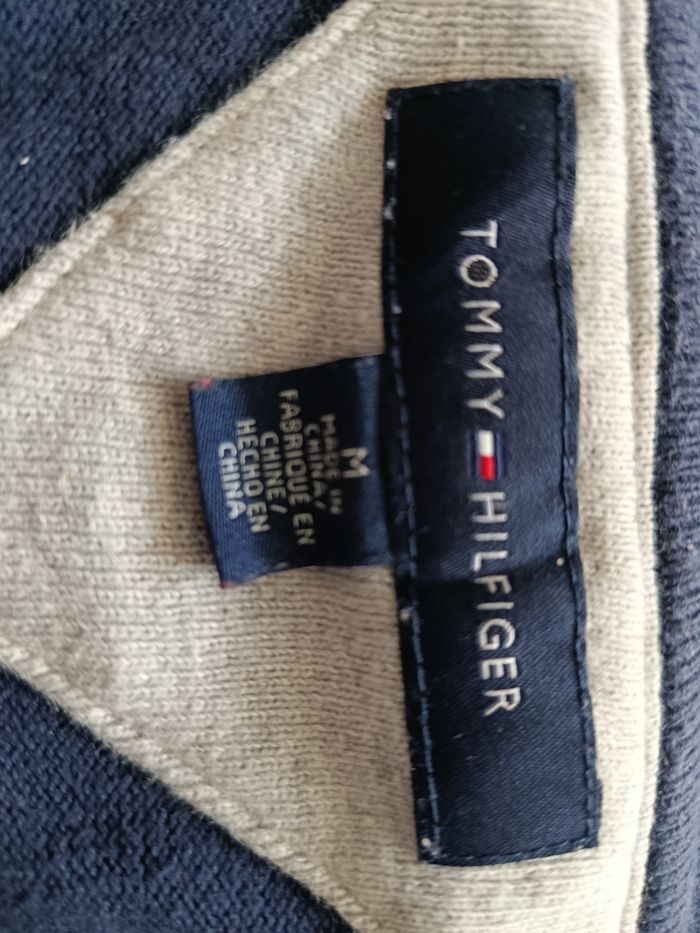 TOMMY HILFIGER
M
MADE IN
CHINA/
FABRIQUE EN
CHINE/
HECHO EN
CHINA